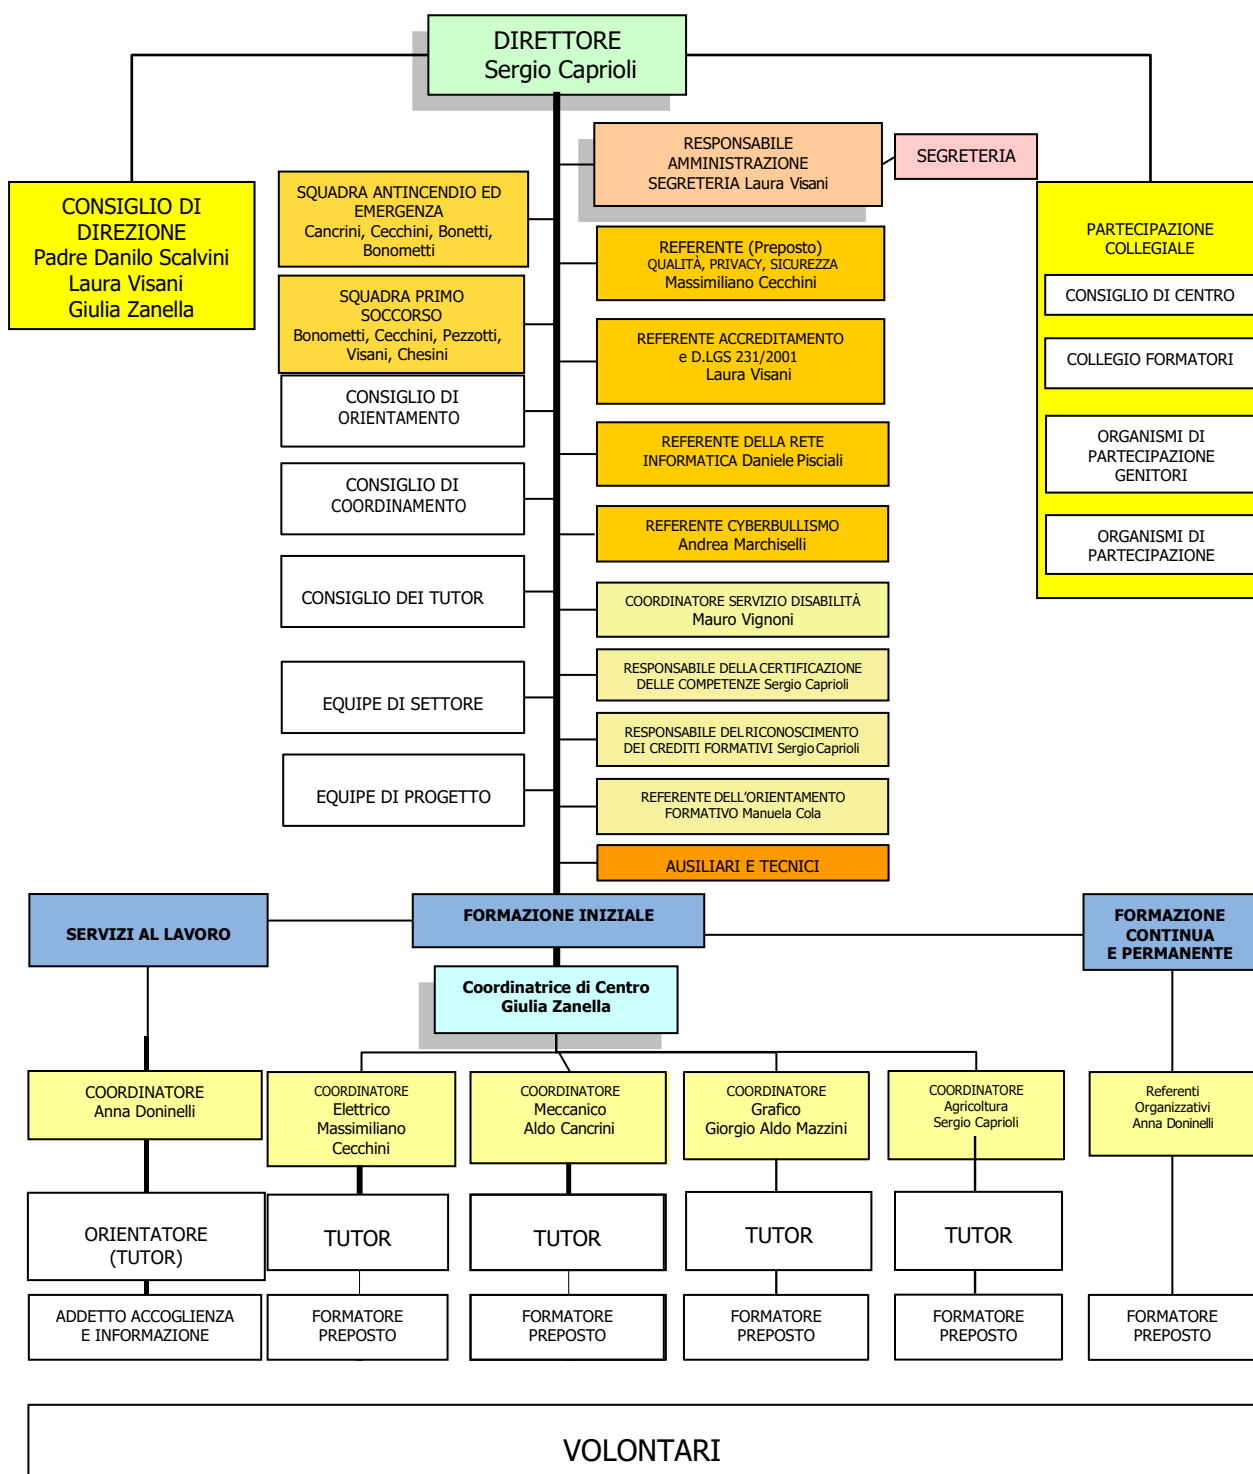 DIRETTORE
Sergio Caprioli
RESPONSABILE
AMMINISTRAZIONE
SEGRETERIA Laura Visani
SEGRETERIA
CONSIGLIO DI
DIREZIONE
Padre Danilo Scalvini
Laura Visani
Giulia Zanella
SQUADRA ANTINCENDIO ED
EMERGENZA
Cancrini, Cecchini, Bonetti,
Bonometti
SQUADRA PRIMO
SOCCORSO
Bonometti, Cecchini, Pezzotti,
Visani, Chesini
CONSIGLIO DI
ORIENTAMENTO
CONSIGLIO DI
COORDINAMENTO
CONSIGLIO DEI TUTOR
EQUIPE DI SETTORE
EQUIPE DI PROGETTO
REFERENTE (Preposto)
QUALITÀ, PRIVACY, SICUREZZA
Massimiliano Cecchini
REFERENTE ACCREDITAMENTO
e D.LGS 231/2001
Laura Visani
REFERENTE DELLA RETE
INFORMATICA Daniele Pisciali
REFERENTE CYBERBULLISMO
Andrea Marchiselli
COORDINATORE SERVIZIO DISABILITÀ
Mauro Vignoni
RESPONSABILE DELLA CERTIFICAZIONE
DELLE COMPETENZE Sergio Caprioli
RESPONSABILE DEL RICONOSCIMENTO
DEI CREDITI FORMATIVI Sergio Caprioli
REFERENTE DELL'ORIENTAMENTO
FORMATIVO Manuela Cola
AUSILIARI E TECNICI
PARTECIPAZIONE
COLLEGIALE
CONSIGLIO DI CENTRO
COLLEGIO FORMATORI
ORGANISMI DI
PARTECIPAZIONE
GENITORI
ORGANISMI DI
PARTECIPAZIONE
SERVIZI AL LAVORO
FORMAZIONE INIZIALE
FORMAZIONE
CONTINUA
E PERMANENTE
Coordinatrice di Centro
Giulia Zanella
COORDINATORE
Anna Doninelli
COORDINATORE
Elettrico
Massimiliano
Cecchini
COORDINATORE
Meccanico
Aldo Cancrini
COORDINATORE
Grafico
Giorgio Aldo Mazzini
COORDINATORE
Agricoltura
Sergio Caprioli
Referenti
Organizzativi
Anna Doninelli
ORIENTATORE
(TUTOR)
TUTOR
TUTOR
TUTOR
TUTOR
ADDETTO ACCOGLIENZA
E INFORMAZIONE
FORMATORE
PREPOSTO
FORMATORE
PREPOSTO
FORMATORE
PREPOSTO
FORMATORE
PREPOSTO
FORMATORE
PREPOSTO
VOLONTARI